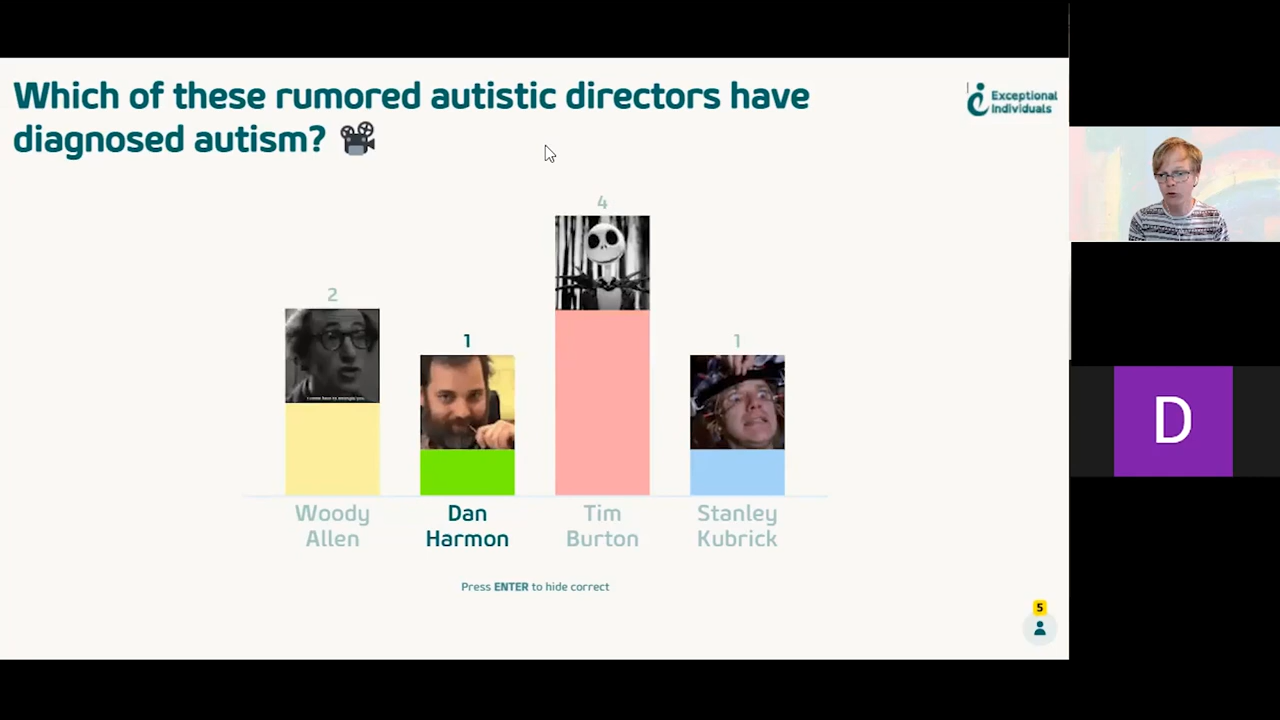 Which of these rumored autistic directors have
diagnosed autism?
Exceptional
Individuals
2
1
4
1
Woody
Allen
Dan
Harmon
Tim
Burton
Stanley
Kubrick
Press ENTER to hide correct
5
D